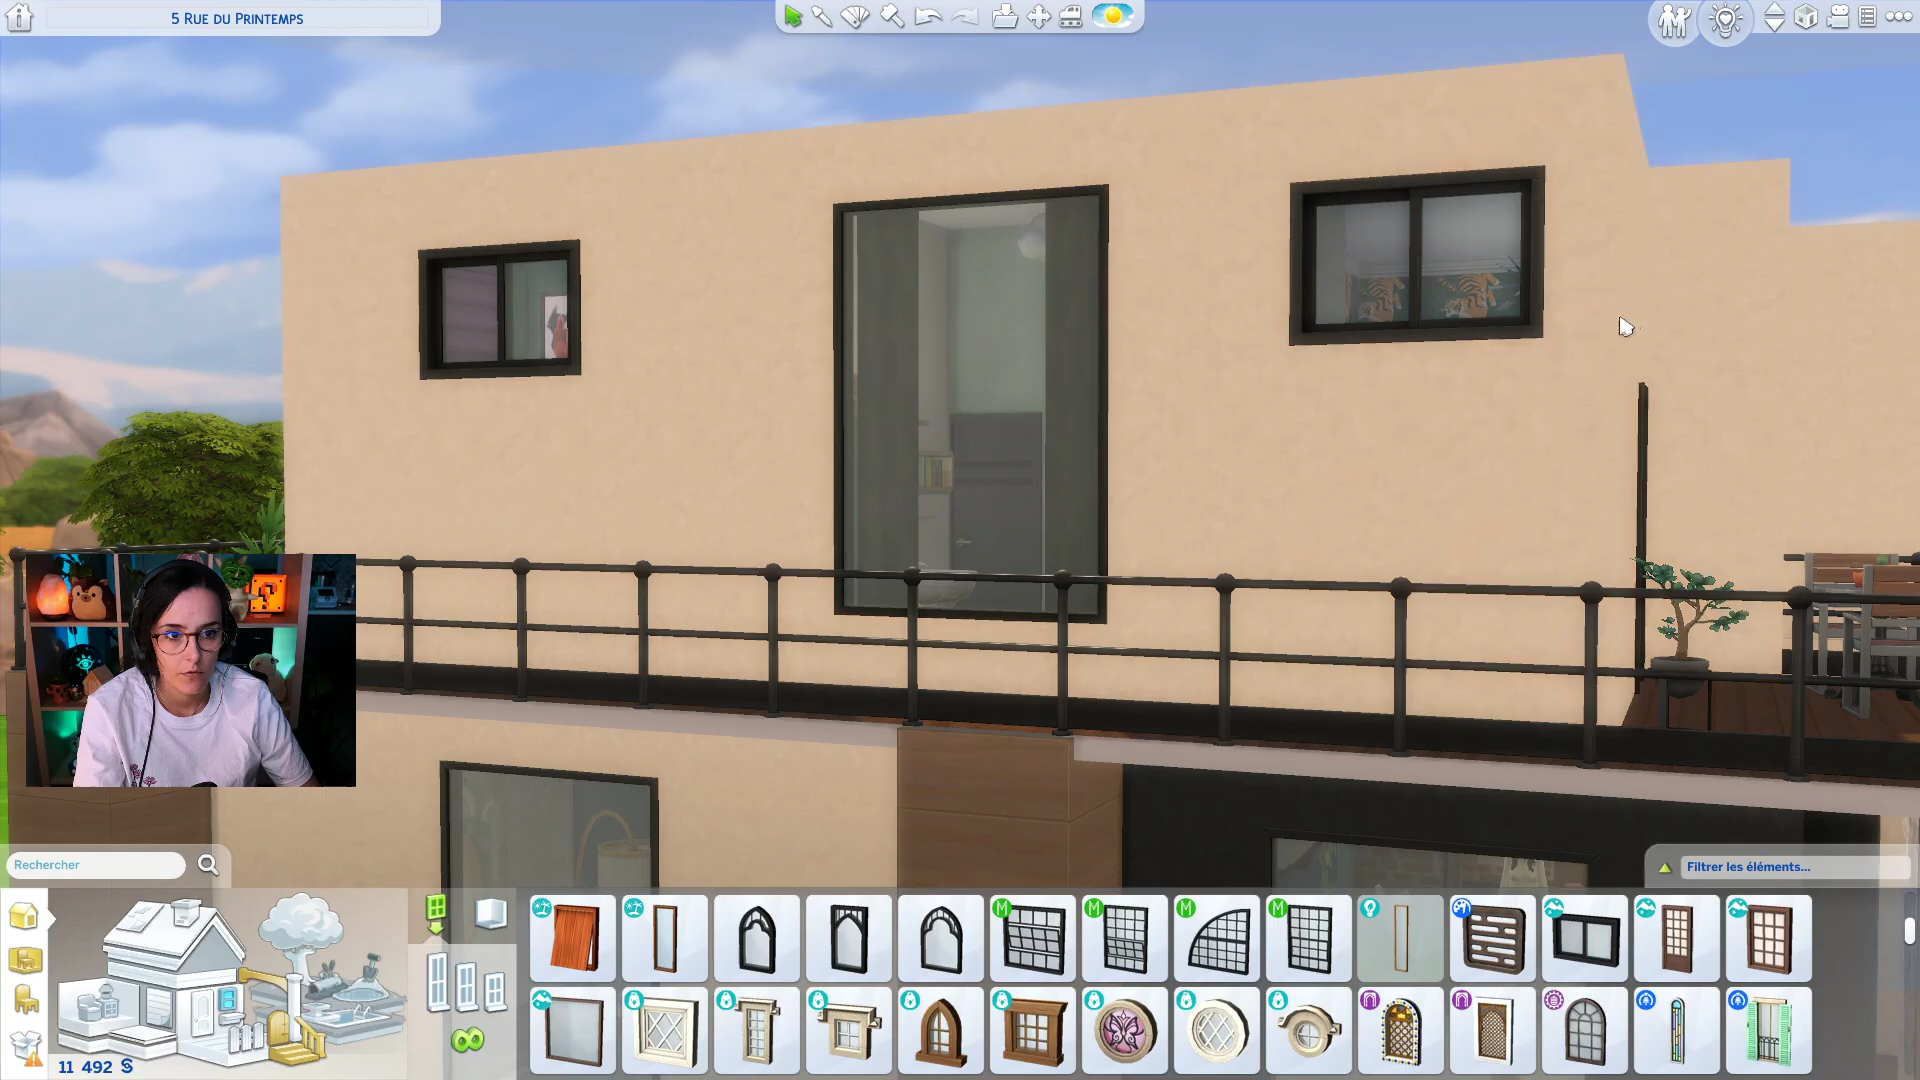 5 Rue du Printemps
Rechercher
Filtrer les éléments...
M
M
M
M
11 492 §